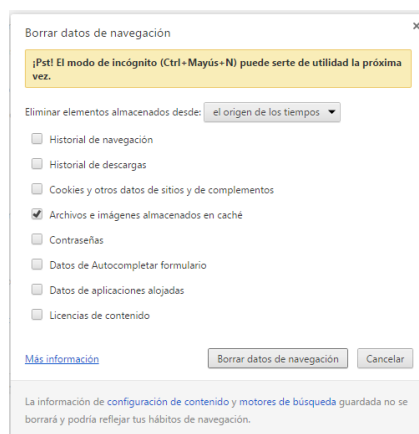 Borrar datos de navegación
¡Pst! El modo de incógnito (Ctrl+Mayús+N) puede serte de utilidad la próxima
vez.
Eliminar elementos almacenados desde: el origen de los tiempos
Historial de navegación
Historial de descargas
Cookies y otros datos de sitios y de complementos
Archivos e imágenes almacenados en caché
Contraseñas
Datos de Autocompletar formulario
Datos de aplicaciones alojadas
Licencias de contenido
Más información Borrar datos de navegación Cancelar
La información de configuración de contenido y motores de búsqueda guardada no se
borrará y podría reflejar tus hábitos de navegación.